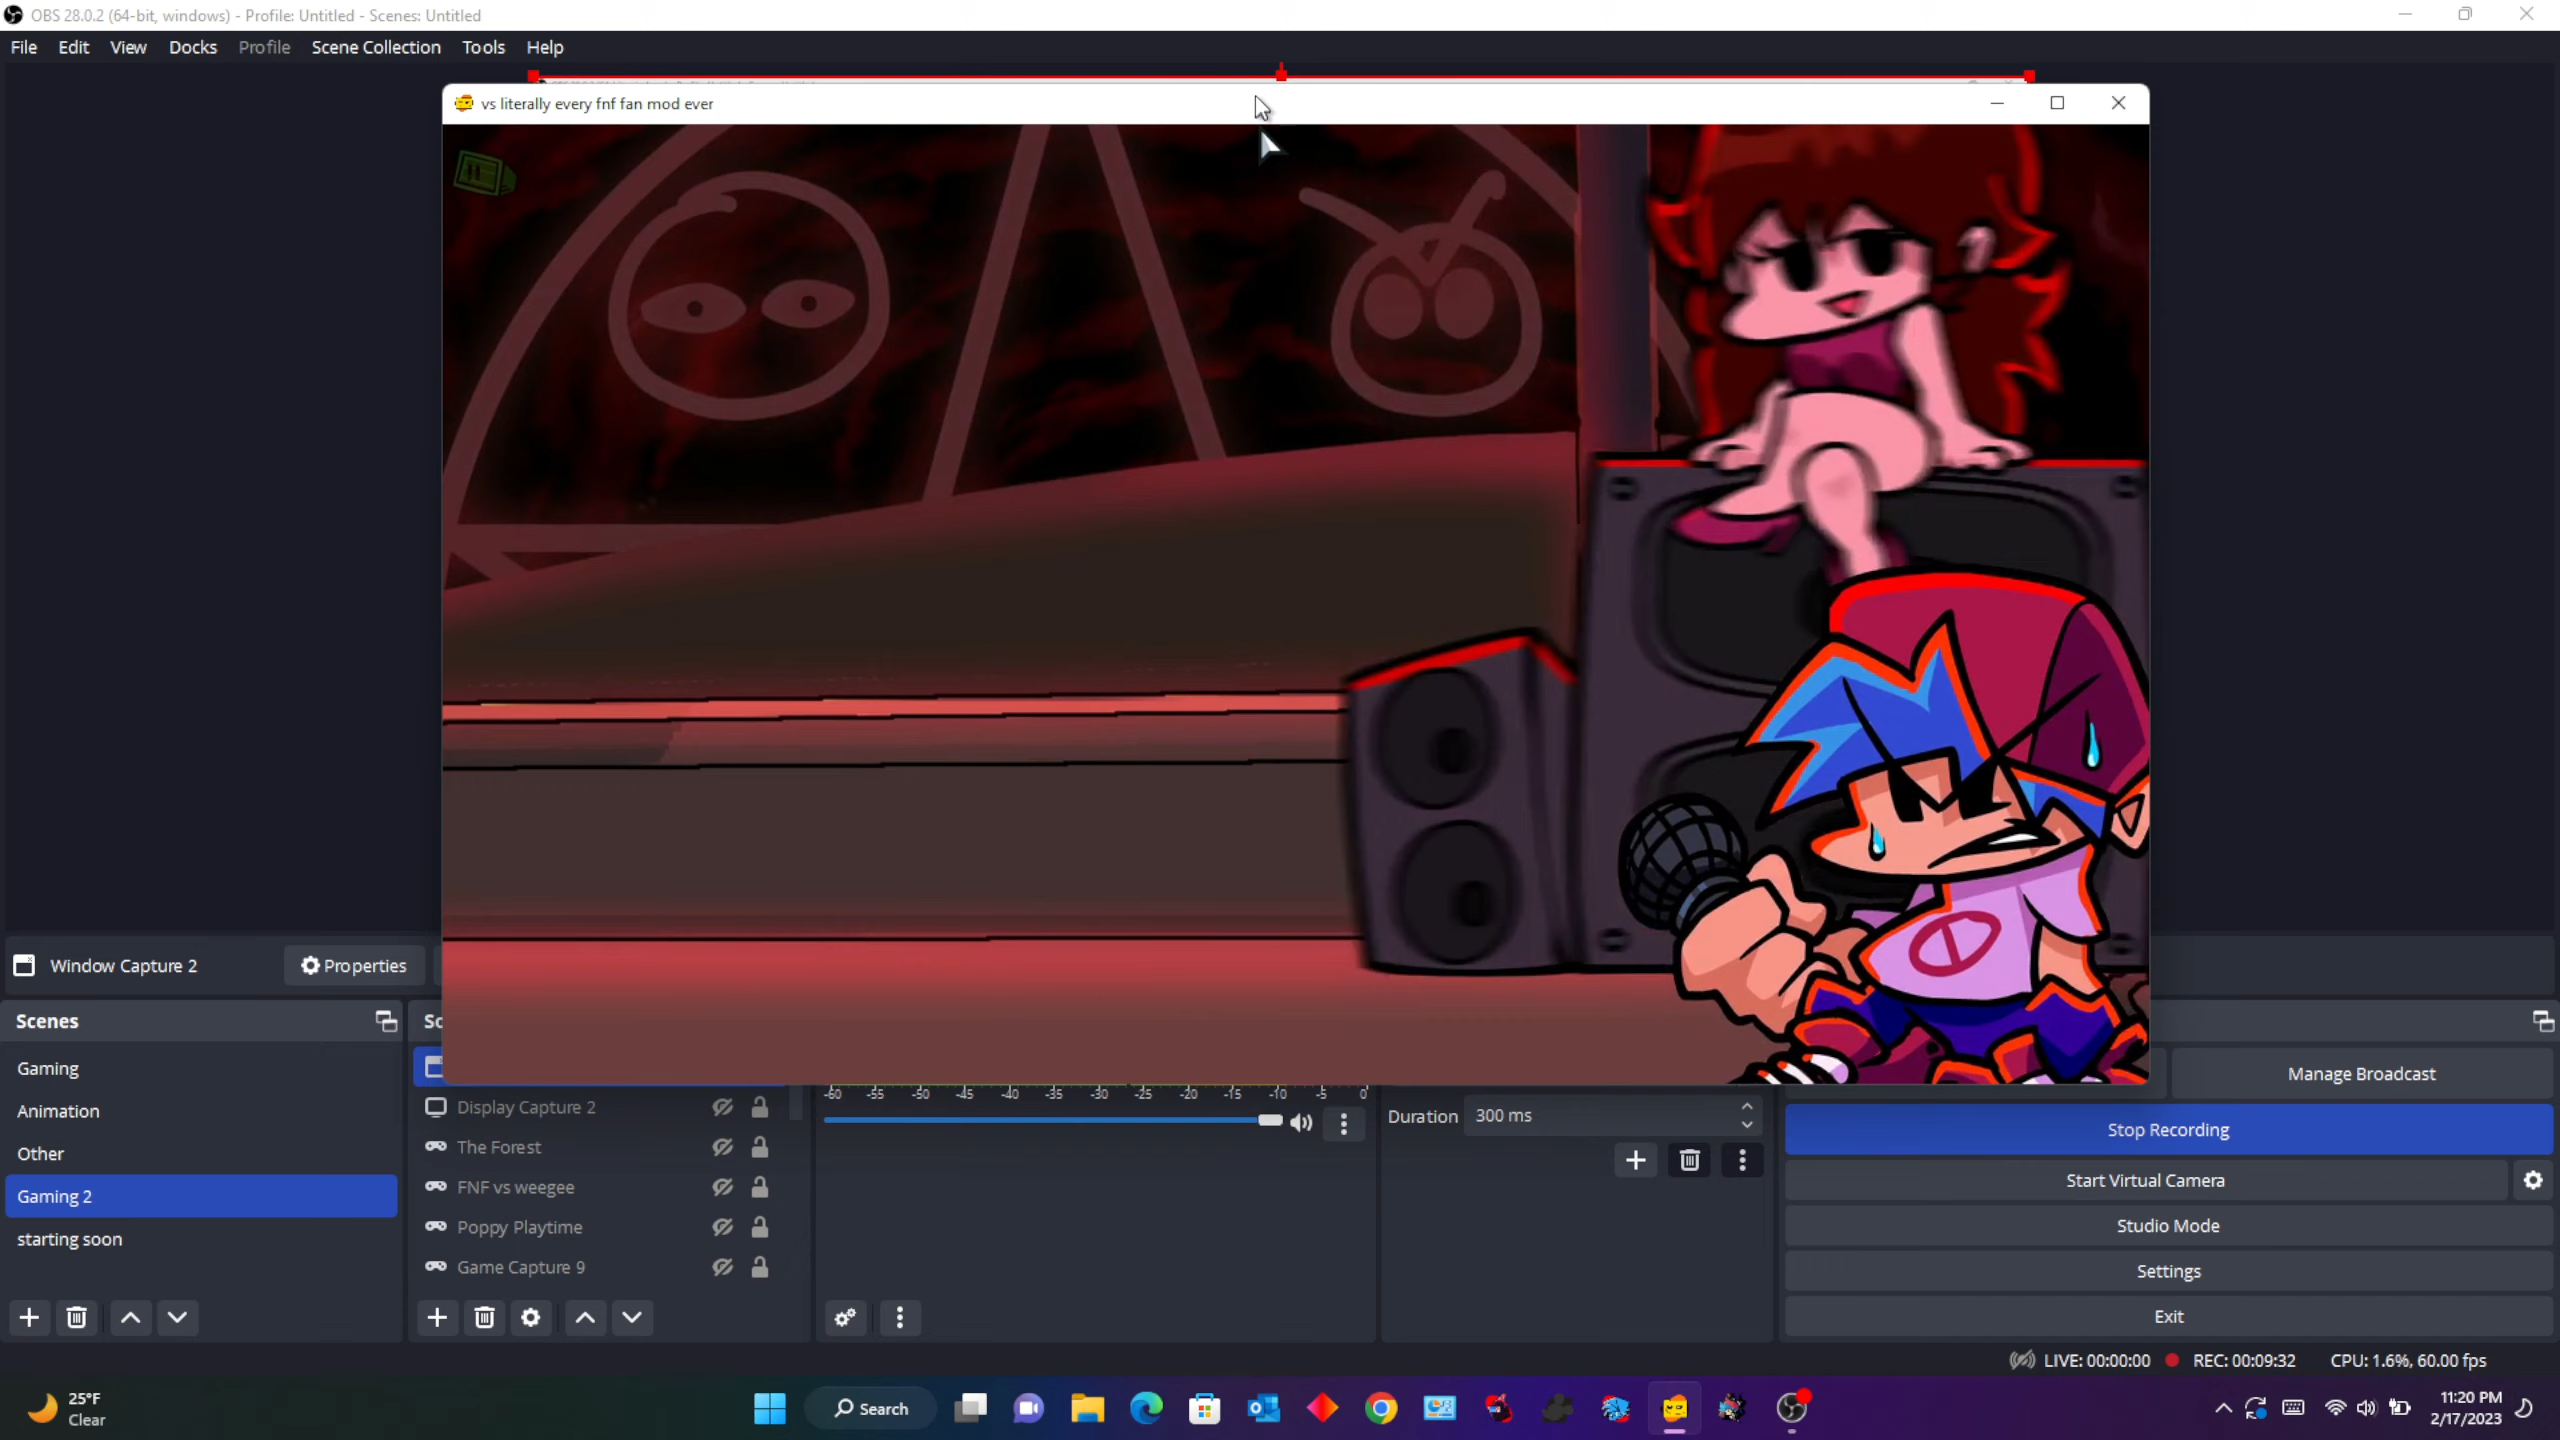 OBS 28.0.2 (64-bit, windows) - Profile: Untitled - Scenes: Untitled
File Edit View Docks Profile Scene Collection Tools Help
vs literally every fnf fan mod ever
Window Capture 2
Properties
Scenes
So
Gaming
Animation
Other
Gaming 2
starting soon
Display Capture 2
The Forest
FNF vs weegee
Poppy Playtime
Game Capture 9
-60 -55 -50 -45 -40 -35 -30 -25 -20 -15 -10 -5 0
Duration 300 ms
Manage Broadcast
Stop Recording
Start Virtual Camera
Studio Mode
Settings
Exit
LIVE: 00:00:00 REC: 00:09:32 CPU: 1.6%, 60.00 fps
25°F
Clear
Search
11:20 PM
2/17/2023